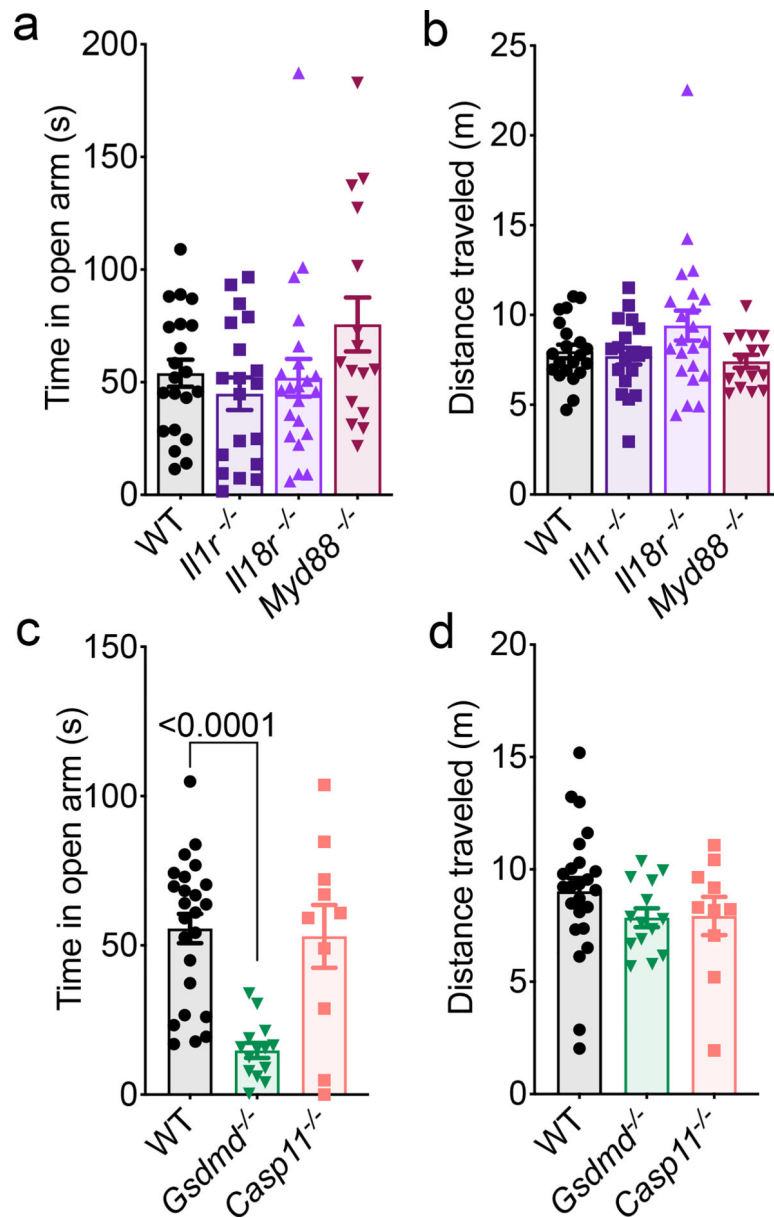 a
Time in open arm (s)
200
150
100
50
0
WT
Il1r -/-
Il18r -/-
Myd88 -/-
b
Distance traveled (m)
25
20
15
10
5
0
WT
Il1r -/-
Il18r -/-
Myd88 -/-
c
Time in open arm (s)
150
100
50
0
<0.0001
WT
Gsdmd-/-
Casp11-/-
d
Distance traveled (m)
20
15
10
5
0
WT
Gsdmd-/-
Casp11-/-